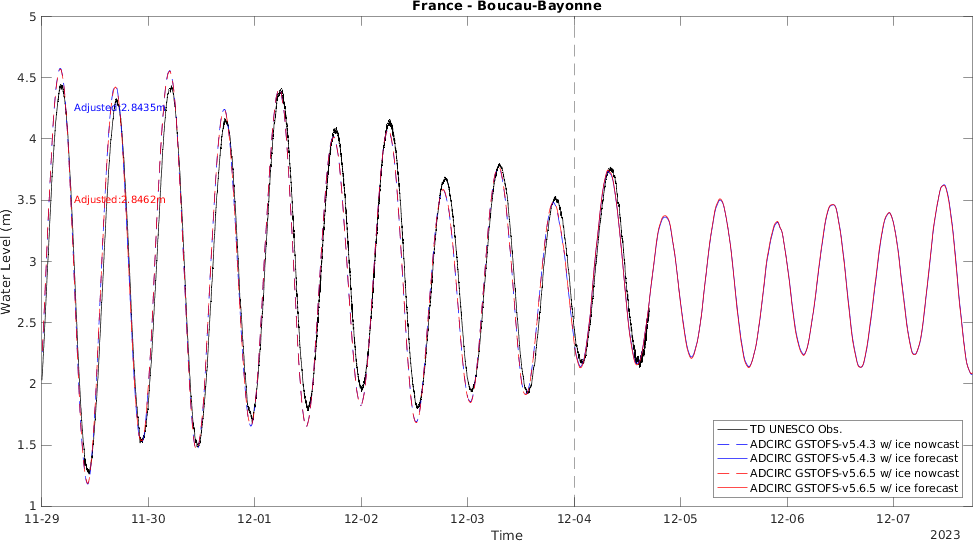 France - Boucau-Bayonne
5
4.5
4
3.5
3
2.5
2
1.5
1
Water Level (m)
Adjusted:2.8435m
Adjusted:2.8462m
TD UNESCO Obs.
ADCIRC GSTOFS-v5.4.3 w/ ice nowcast
ADCIRC GSTOFS-v5.4.3 w/ ice forecast
ADCIRC GSTOFS-v5.6.5 w/ ice nowcast
ADCIRC GSTOFS-v5.6.5 w/ ice forecast
11-29 11-30 12-01 12-02 12-03 12-04 12-05 12-06 12-07
Time
2023